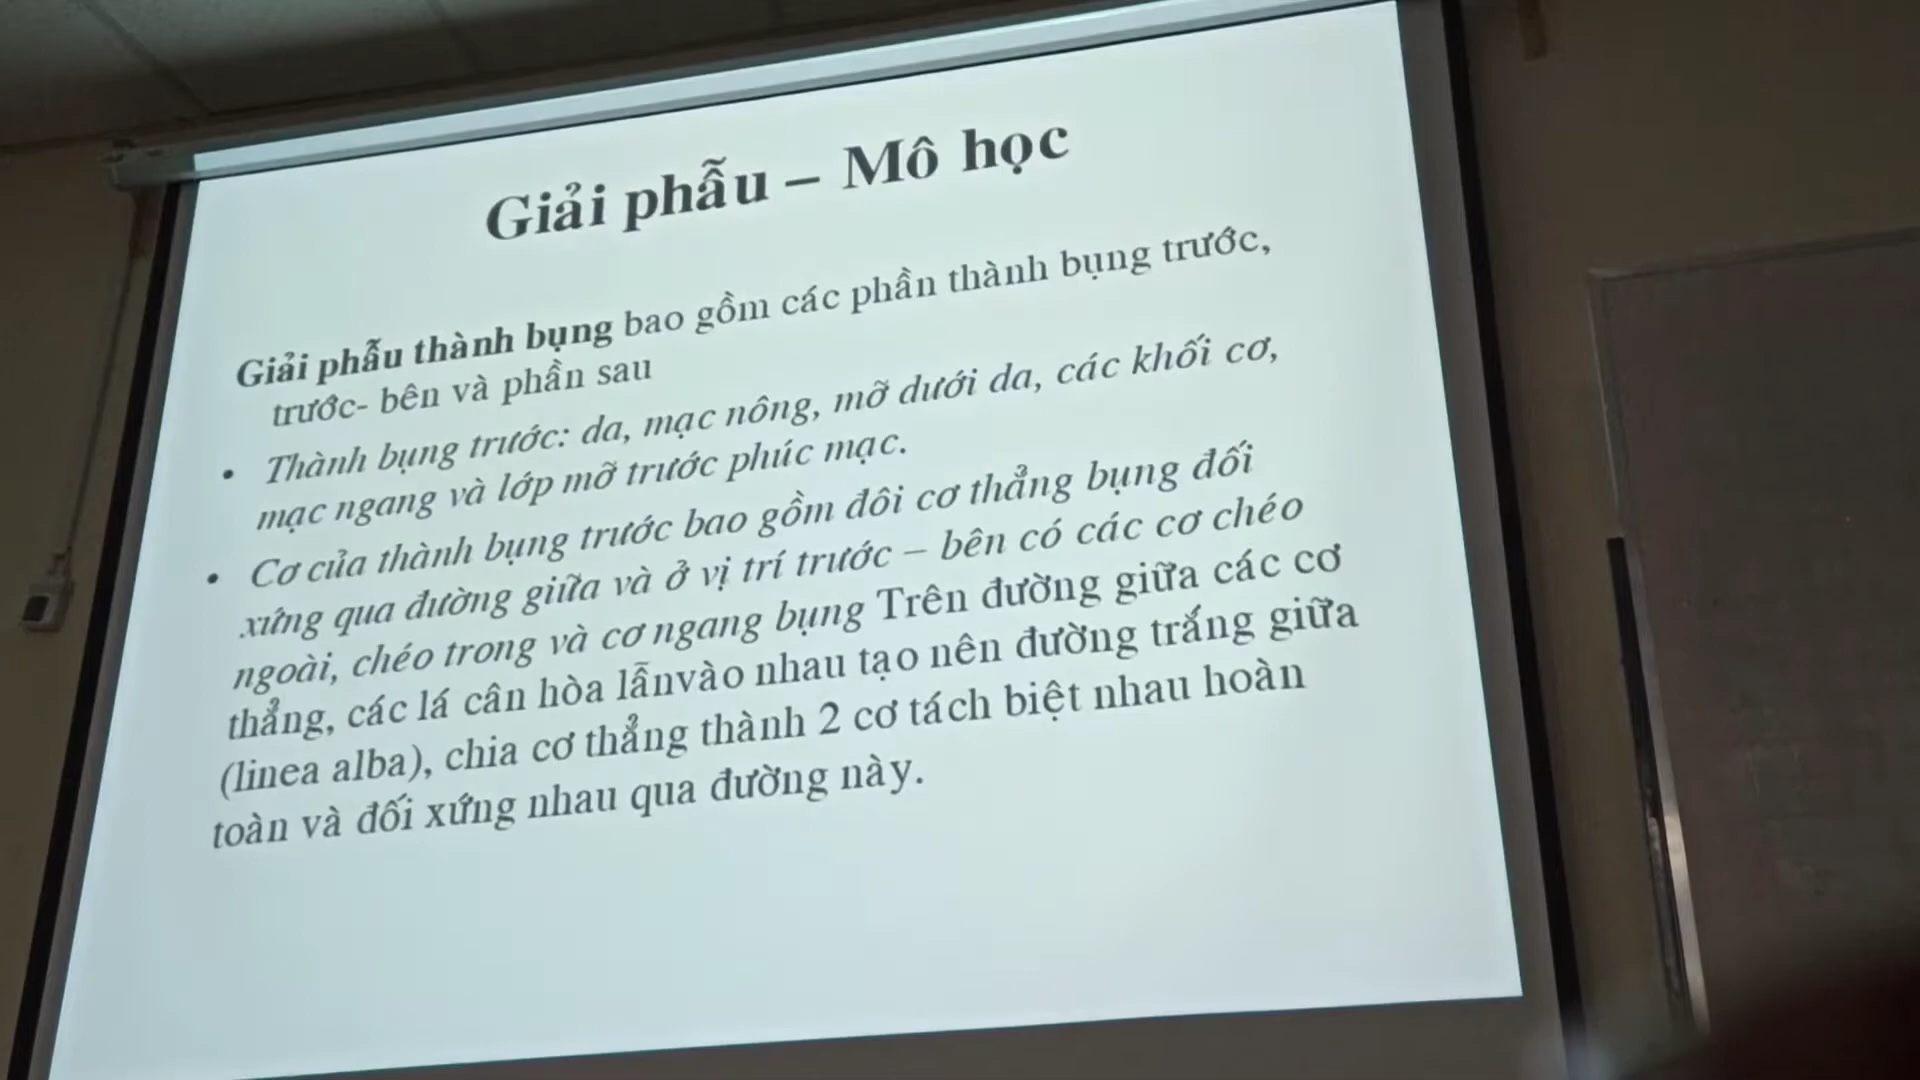 Giải phẫu – Mô học
Giải phẫu thành bụng bao gồm các phần thành bụng trước,
trước- bên và phần sau
• Thành bụng trước: da, mạc nông, mỡ dưới da, các khối cơ,
mạc ngang và lớp mỡ trước phúc mạc.
• Cơ của thành bụng trước bao gồm đôi cơ thẳng bụng đối
xứng qua đường giữa và ở vị trí trước – bên có các cơ chéo
ngoài, chéo trong và cơ ngang bụng Trên đường giữa các cơ
thẳng, các lá cân hòa lẫnvào nhau tạo nên đường trắng giữa
(linea alba), chia cơ thẳng thành 2 cơ tách biệt nhau hoàn
toàn và đối xứng nhau qua đường này.